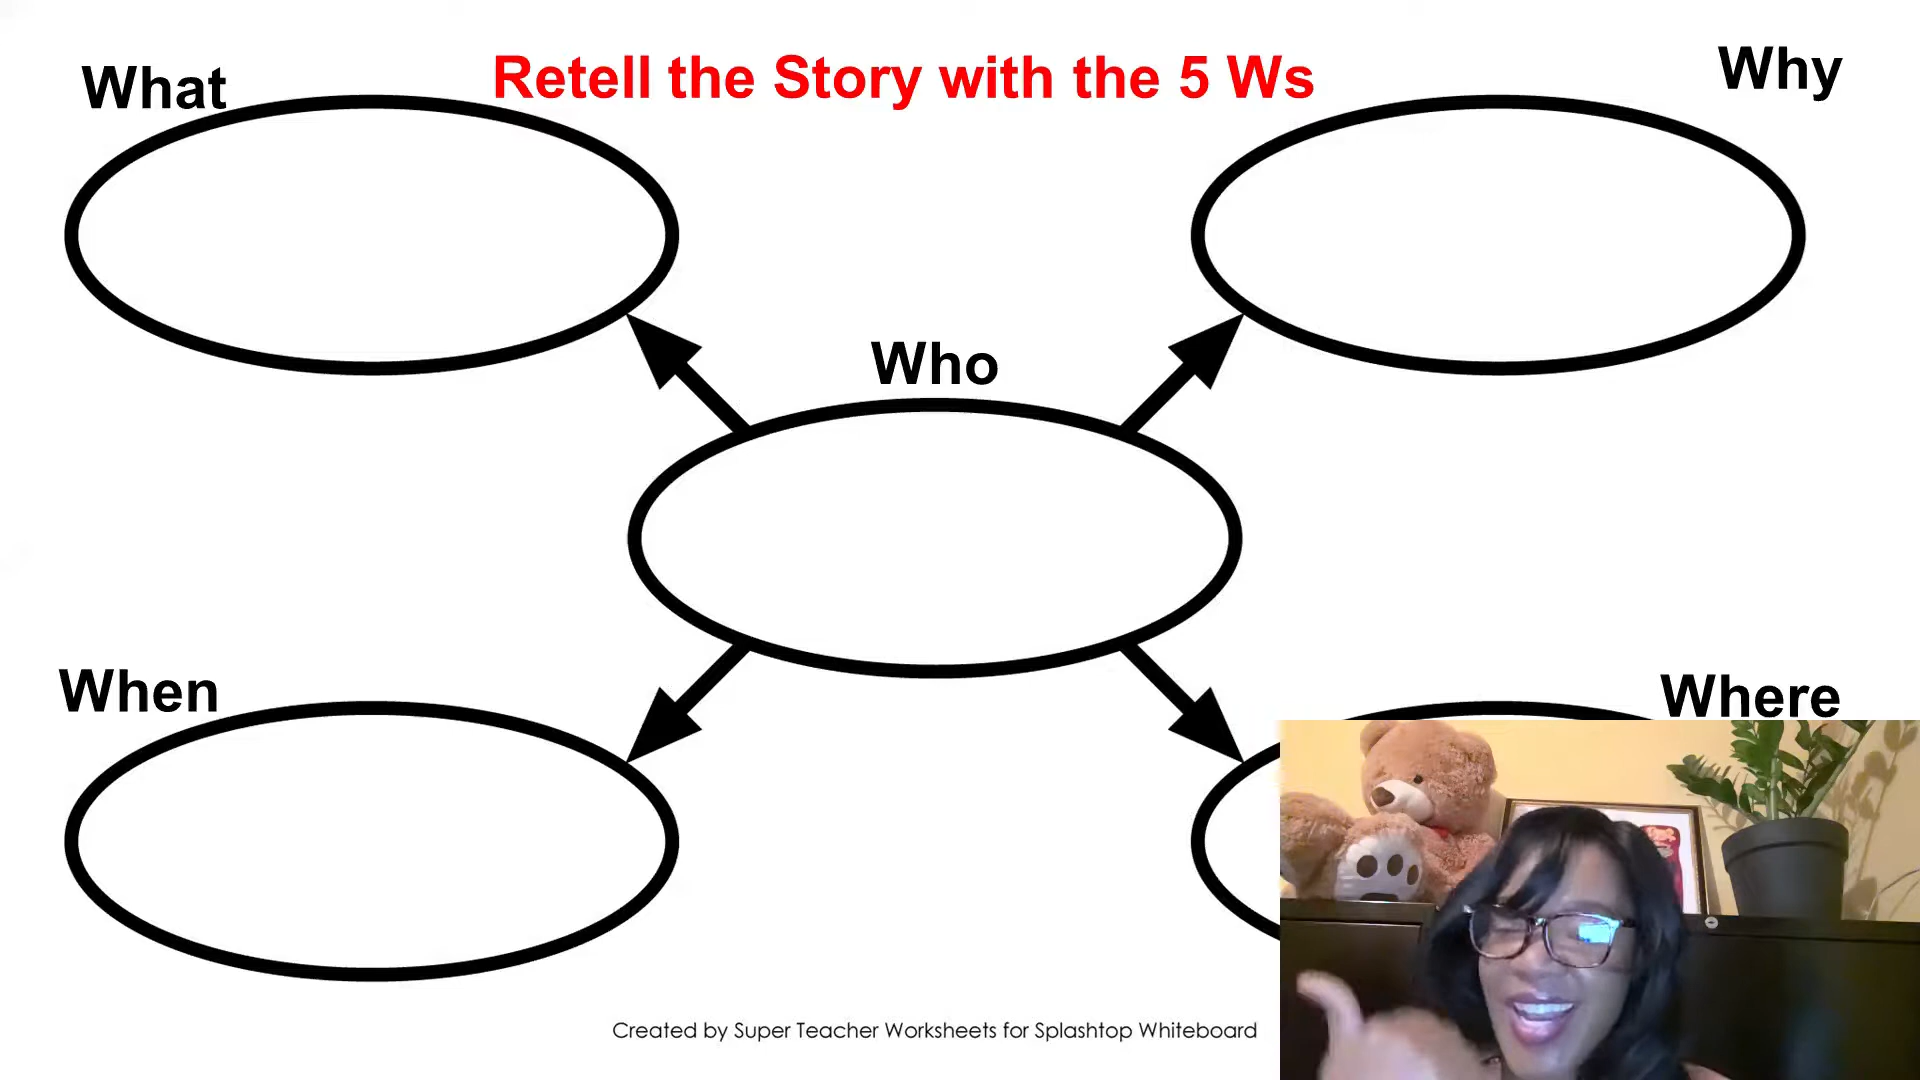 Retell the Story with the 5 Ws
What
Why
Who
When
Where
Created by Super Teacher Worksheets for Splashtop Whiteboard